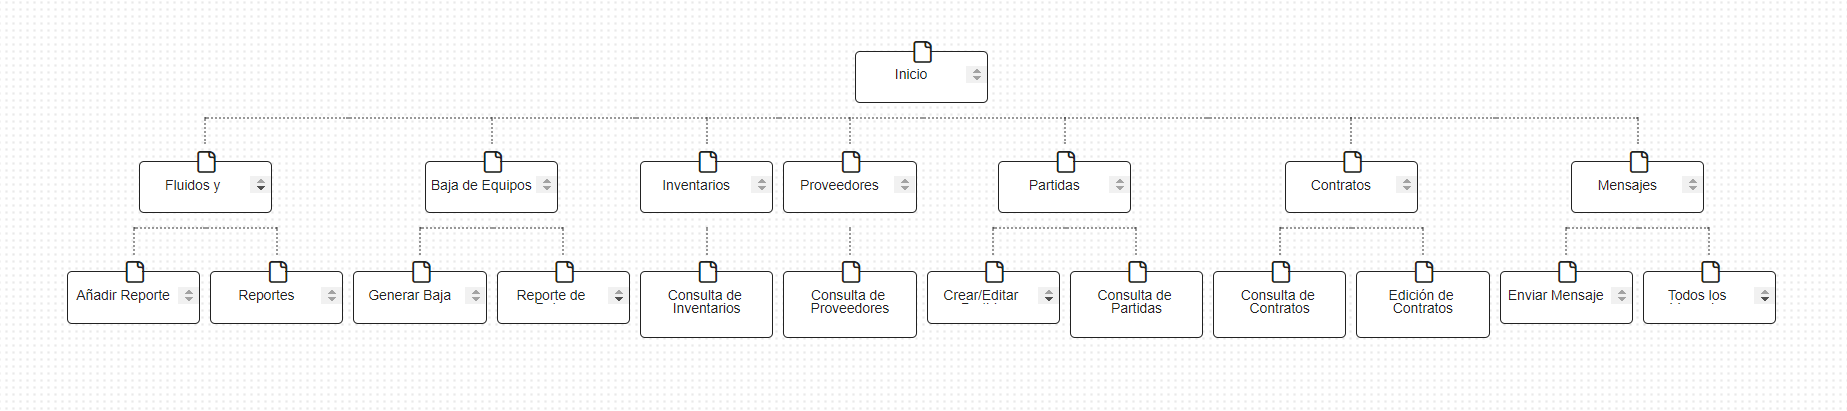 Inicio
Fluidos y
Baja de Equipos
Inventarios
Proveedores
Partidas
Contratos
Mensajes
Añadir Reporte
Reportes
Generar Baja
Reporte de
Consulta de
Inventarios
Consulta de
Proveedores
Crear/Editar
Consulta de
Partidas
Consulta de
Contratos
Edición de
Contratos
Enviar Mensaje
Todos los